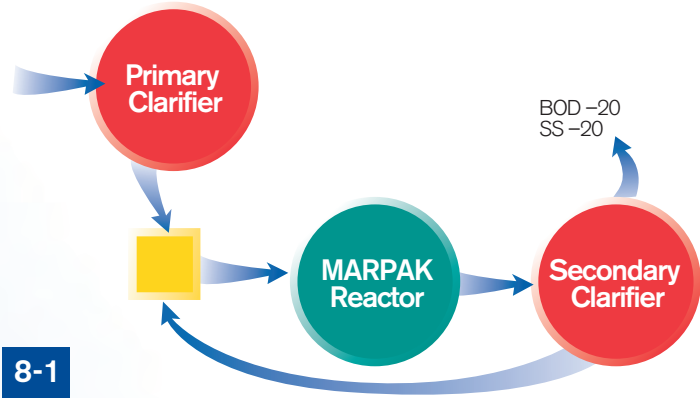 Primary
Clarifier
BOD –20
SS –20
MARPAK
Reactor
Secondary
Clarifier
8-1